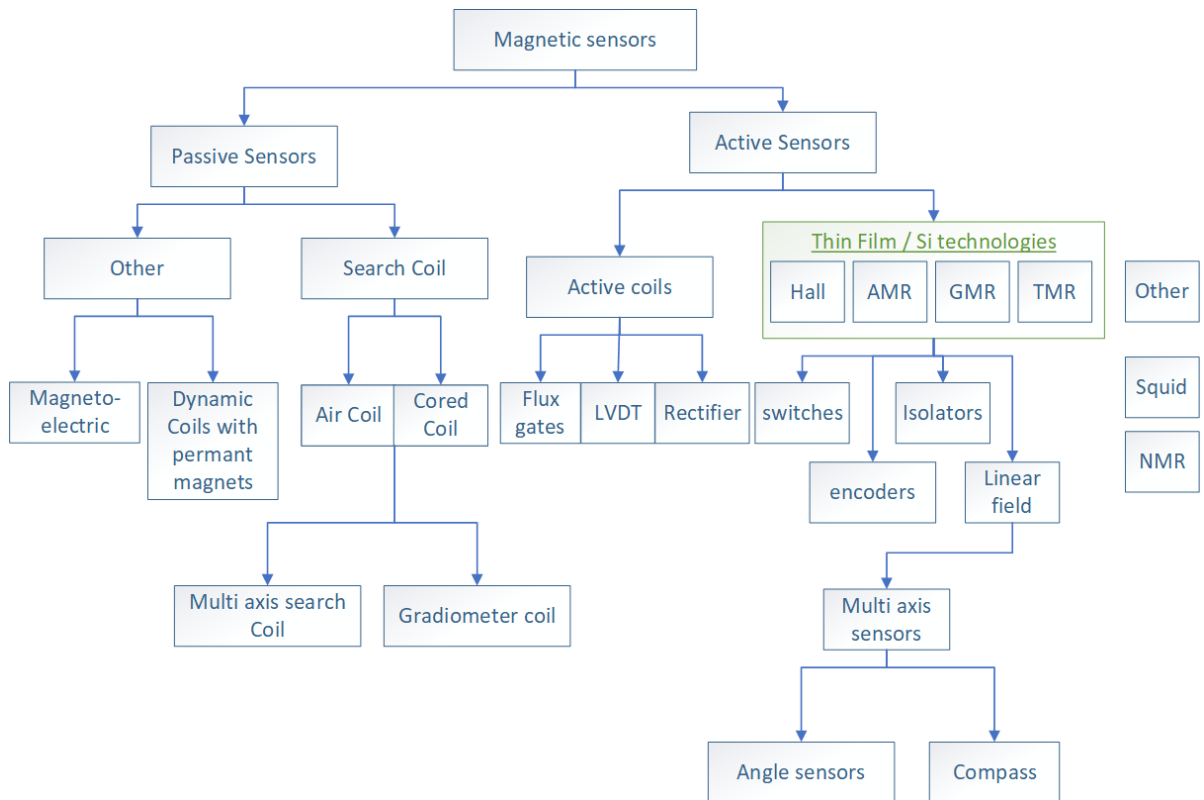 Magnetic sensors
Passive Sensors
Active Sensors
Thin Film / Si technologies
Other
Search Coil
Active coils
Hall
AMR
GMR
TMR
Other
Magneto-
electric
Dynamic
Coils with
permant
magnets
Air Coil
Cored
Coil
Flux
gates
LVDT
Rectifier
switches
Isolators
Squid
encoders
Linear
field
NMR
Multi axis search
Coil
Gradiometer coil
Multi axis
sensors
Angle sensors
Compass